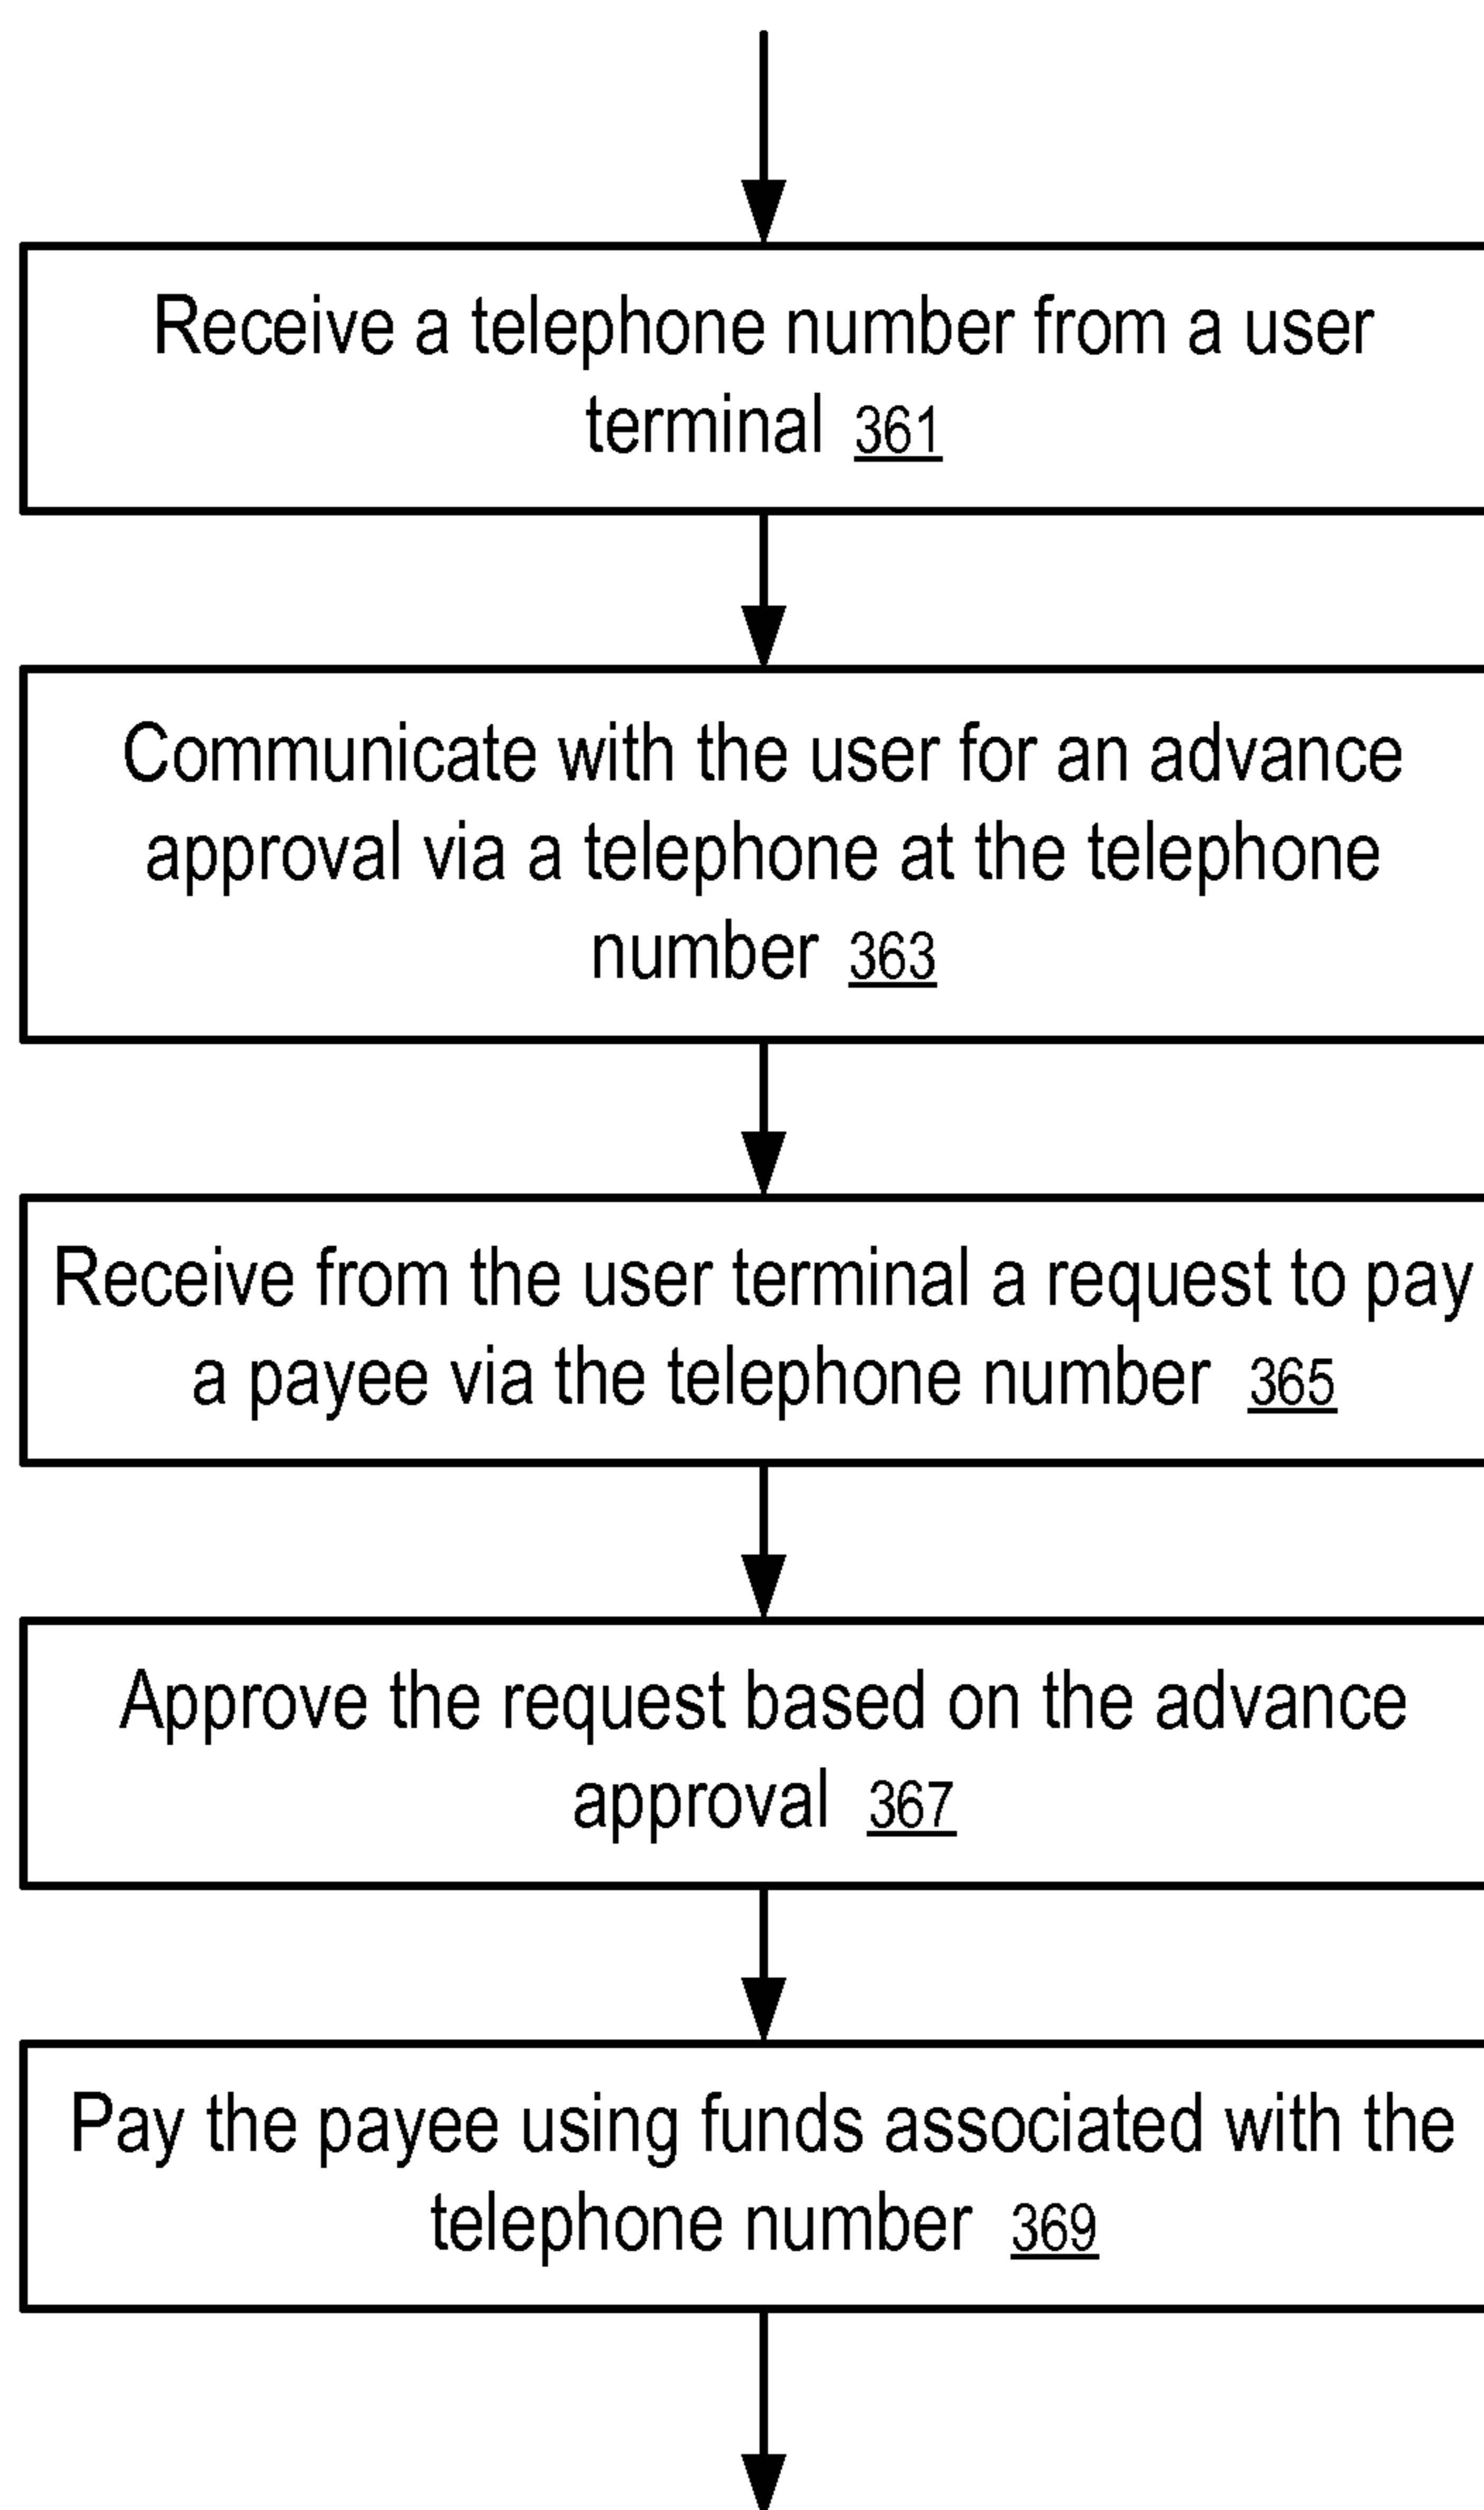 Receive a telephone number from a user
terminal 361
Communicate with the user for an advance
approval via a telephone at the telephone
number 363
Receive from the user terminal a request to pay
a payee via the telephone number 365
Approve the request based on the advance
approval 367
Pay the payee using funds associated with the
telephone number 369